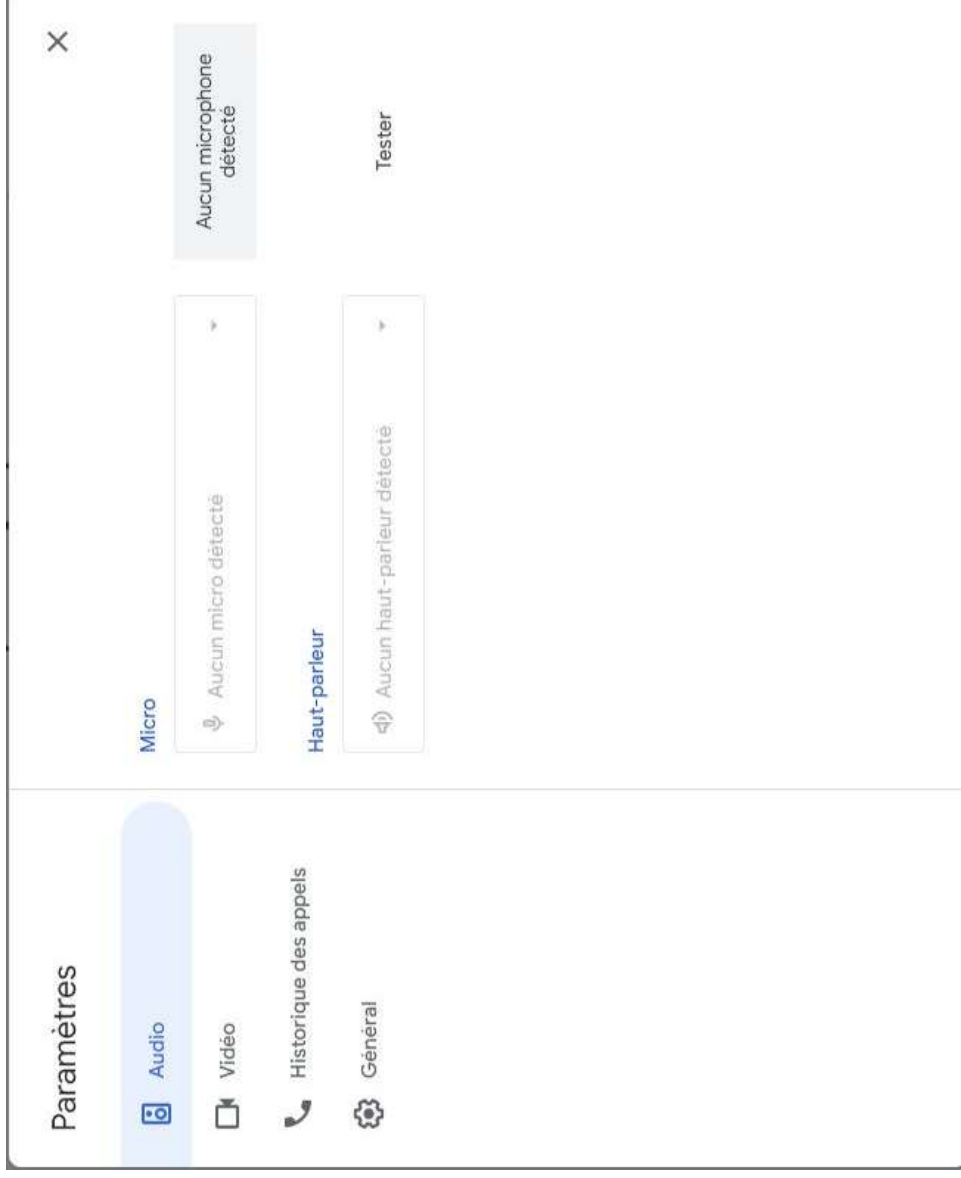 Paramètres
Audio
Vidéo
Historique des appels
Général
Micro
Aucun micro détecté
Aucun microphone
détecté
Haut-parleur
Aucun haut-parleur détecté
Tester